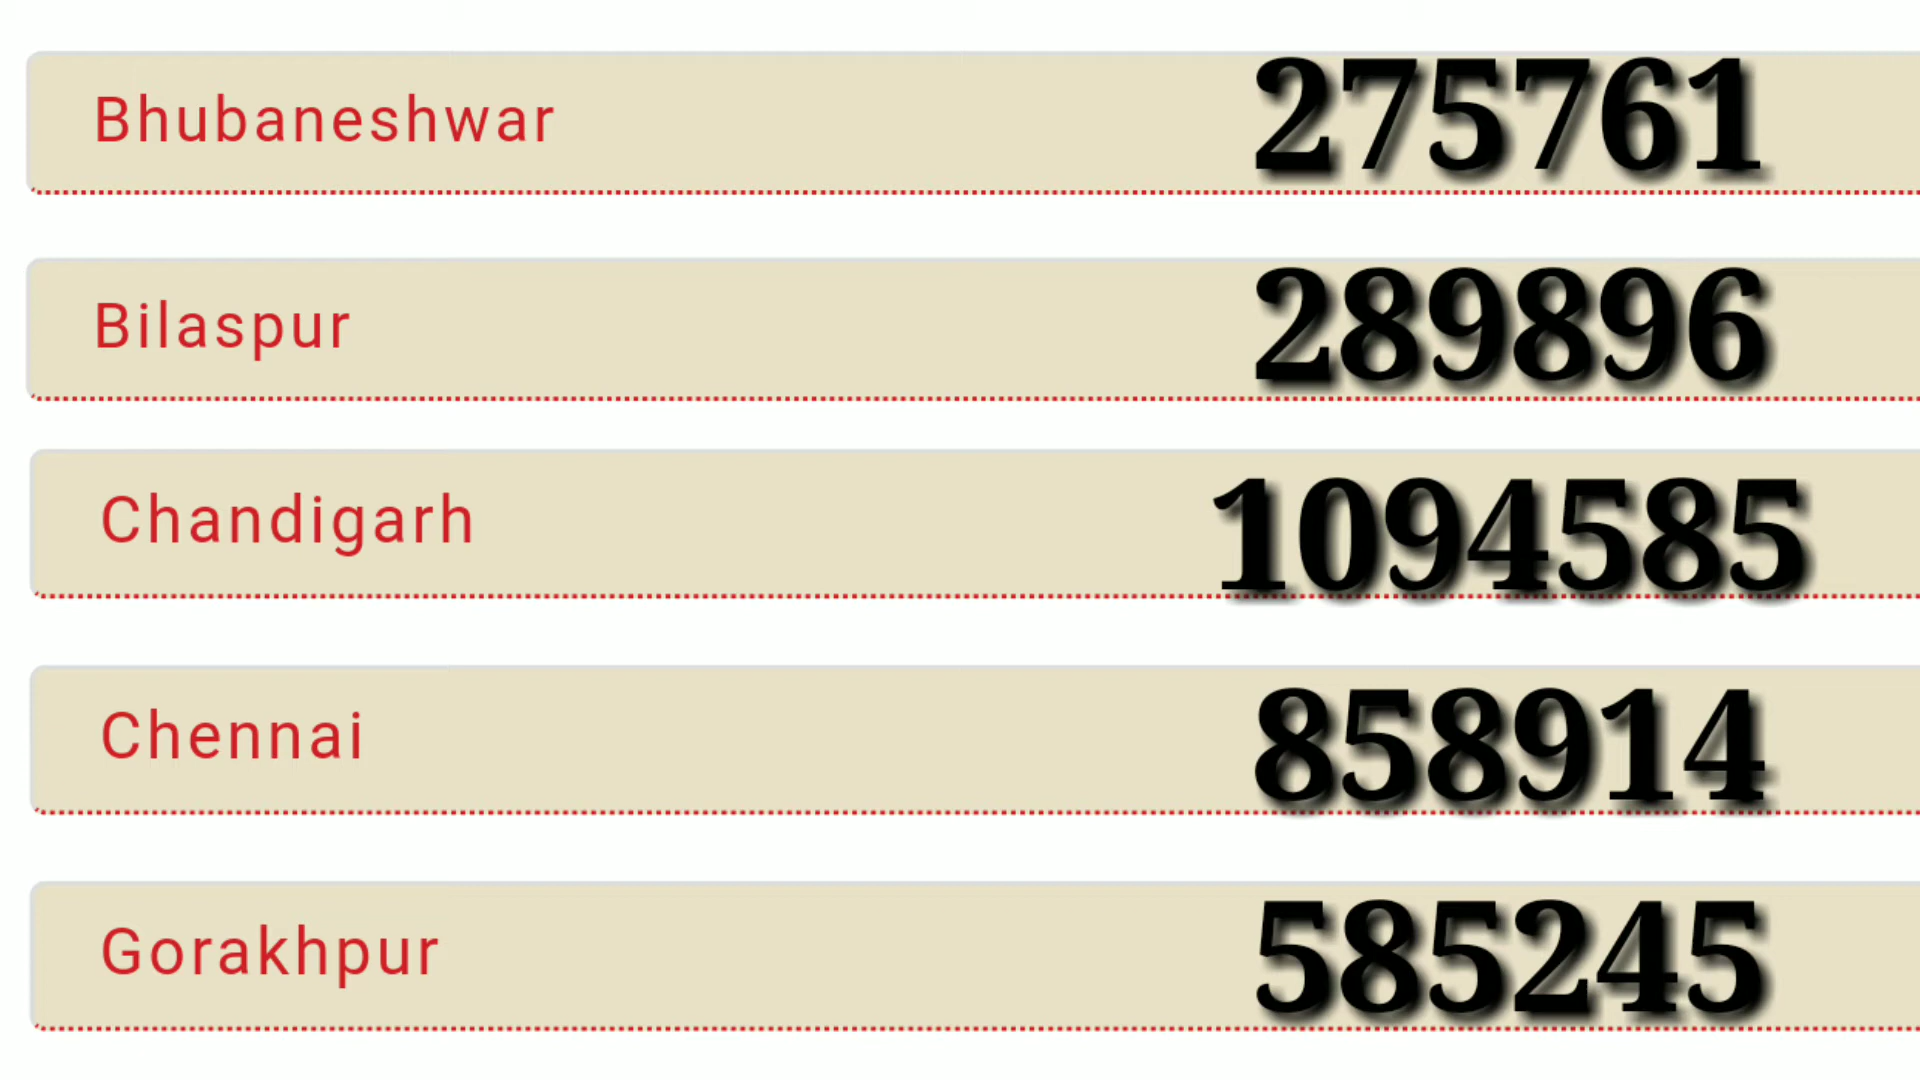 Bhubaneshwar 275761
Bilaspur 289896
Chandigarh 1094585
Chennai 858914
Gorakhpur 585245